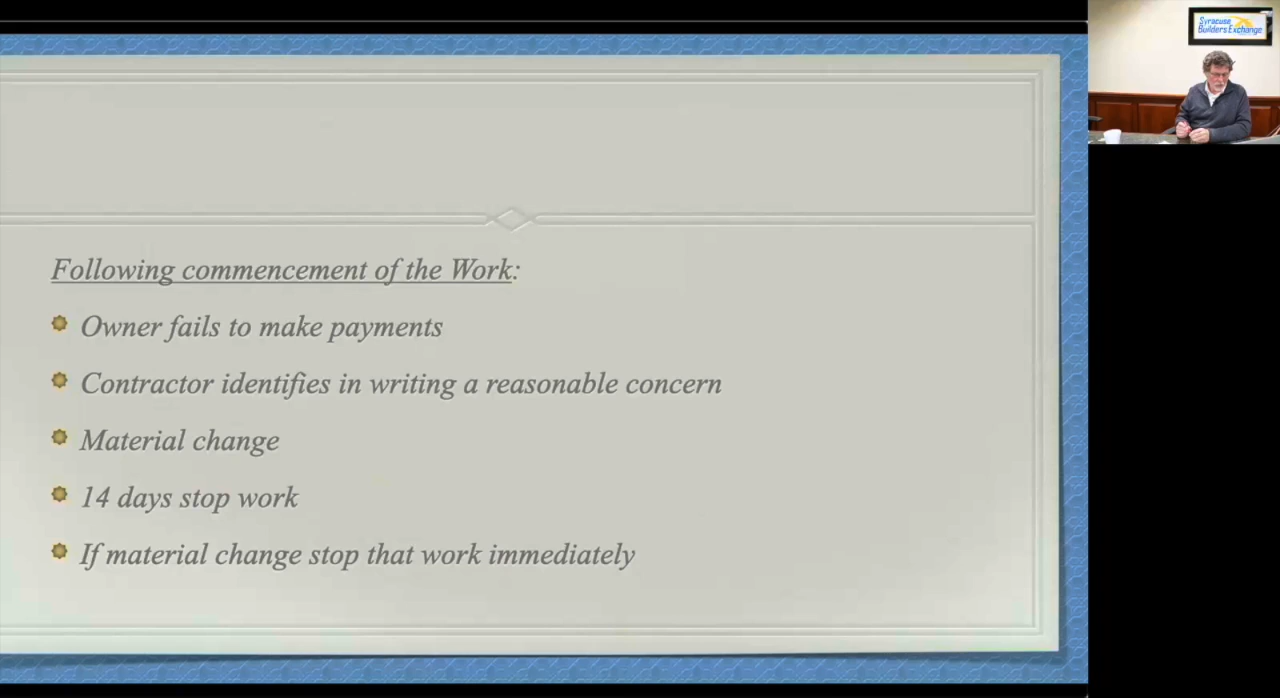 Following commencement of the Work:
Owner fails to make payments
Contractor identifies in writing a reasonable concern
Material change
14 days stop work
If material change stop that work immediately
Syracuse
Builders Exchange